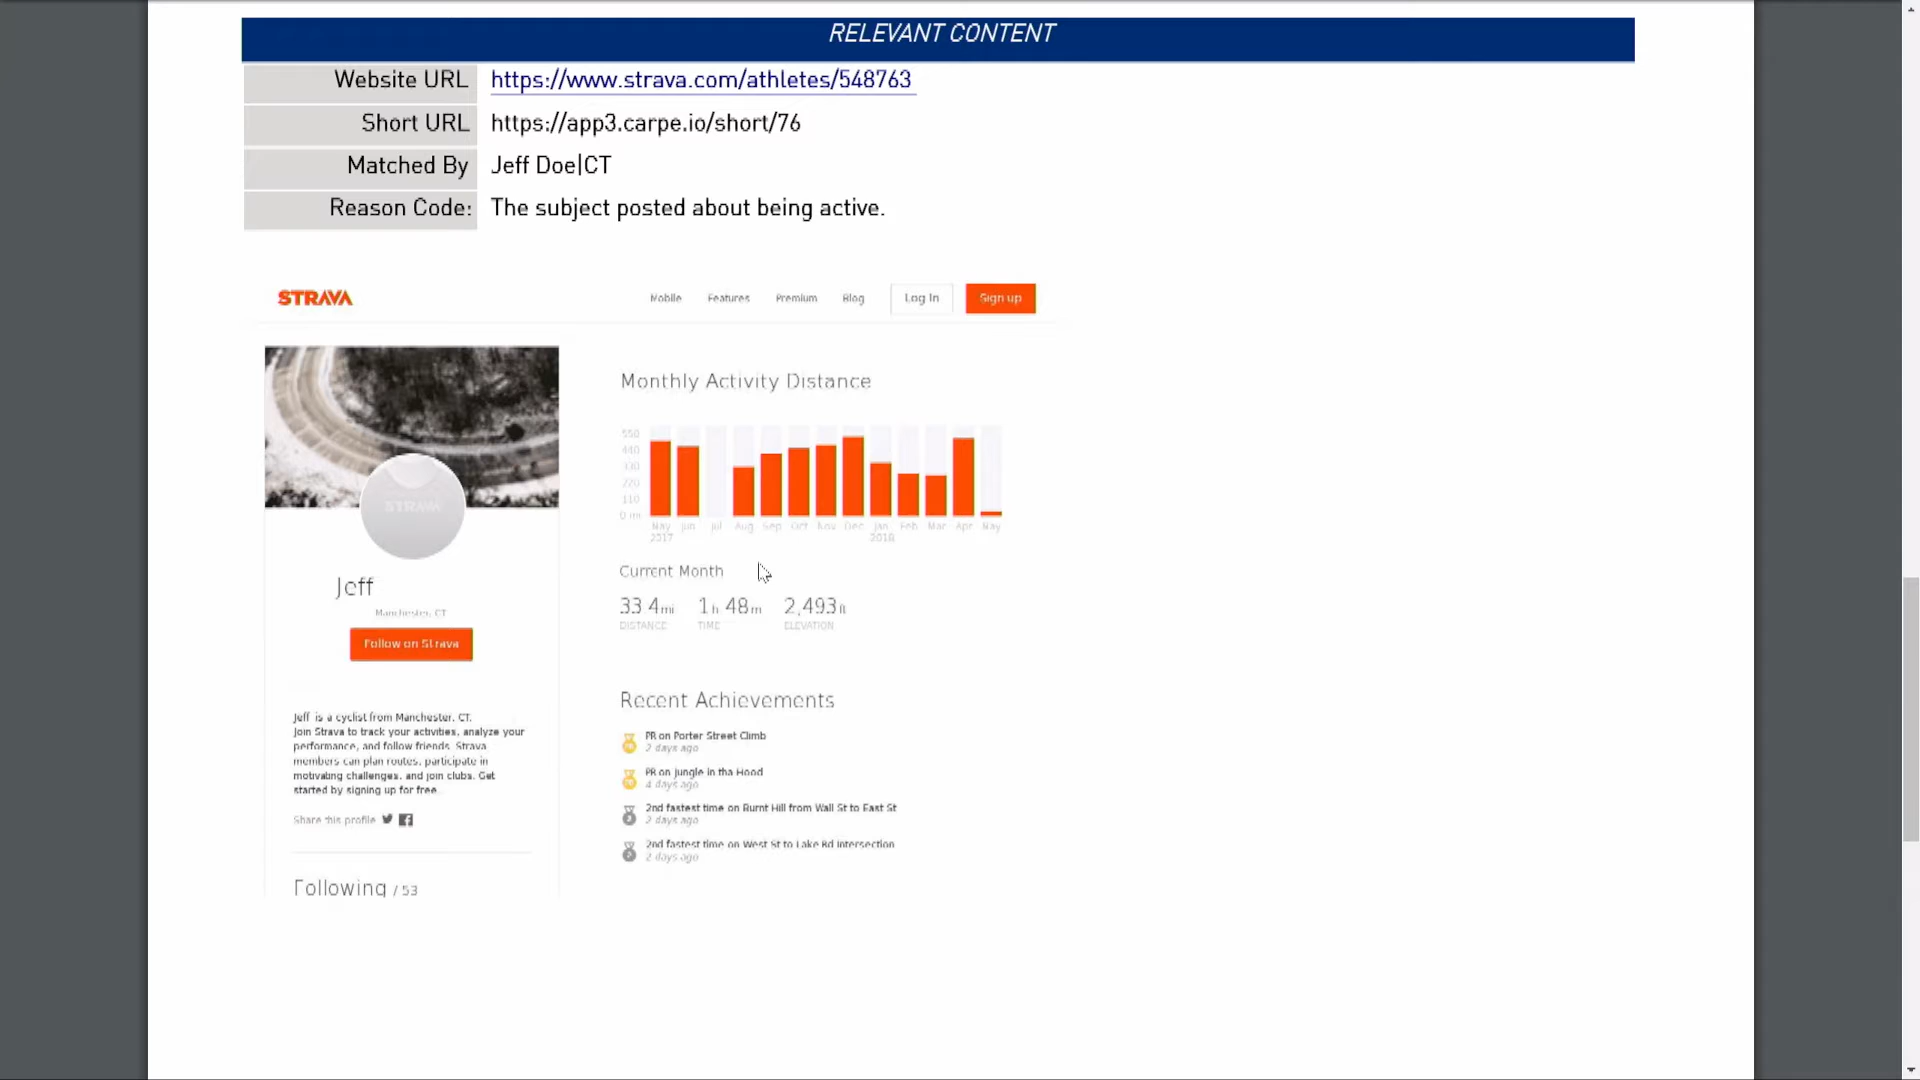 RELEVANT CONTENT
Website URL https://www.strava.com/athletes/548763
Short URL https://app3.carpe.io/short/76
Matched By Jeff Doe|CT
Reason Code: The subject posted about being active.
STRAVA Mobile Features Premium Blog Log In Sign up
STRAVA
Jeff
Manchester, CT
Follow on Strava
Jeff is a cyclist from Manchester, CT.
Join Strava to track your activities, analyze your
performance, and follow friends. Strava
members can plan routes, participate in
motivating challenges, and join clubs. Get
started by signing up for free.
Share this profile
Following / 53
Monthly Activity Distance
550
440
330
220
110
0 mi
May Jun Jul Aug Sep Oct Nov Dec Jan Feb Mar Apr May
2017 2018
Current Month
33.4mi 1h 48m 2,493ft
DISTANCE TIME ELEVATION
Recent Achievements
PR on Porter Street Climb
2 days ago
PR on Jungle in tha Hood
4 days ago
2nd fastest time on Burnt Hill from Wall St to East St
2 days ago
2nd fastest time on West St to Lake Rd intersection
2 days ago